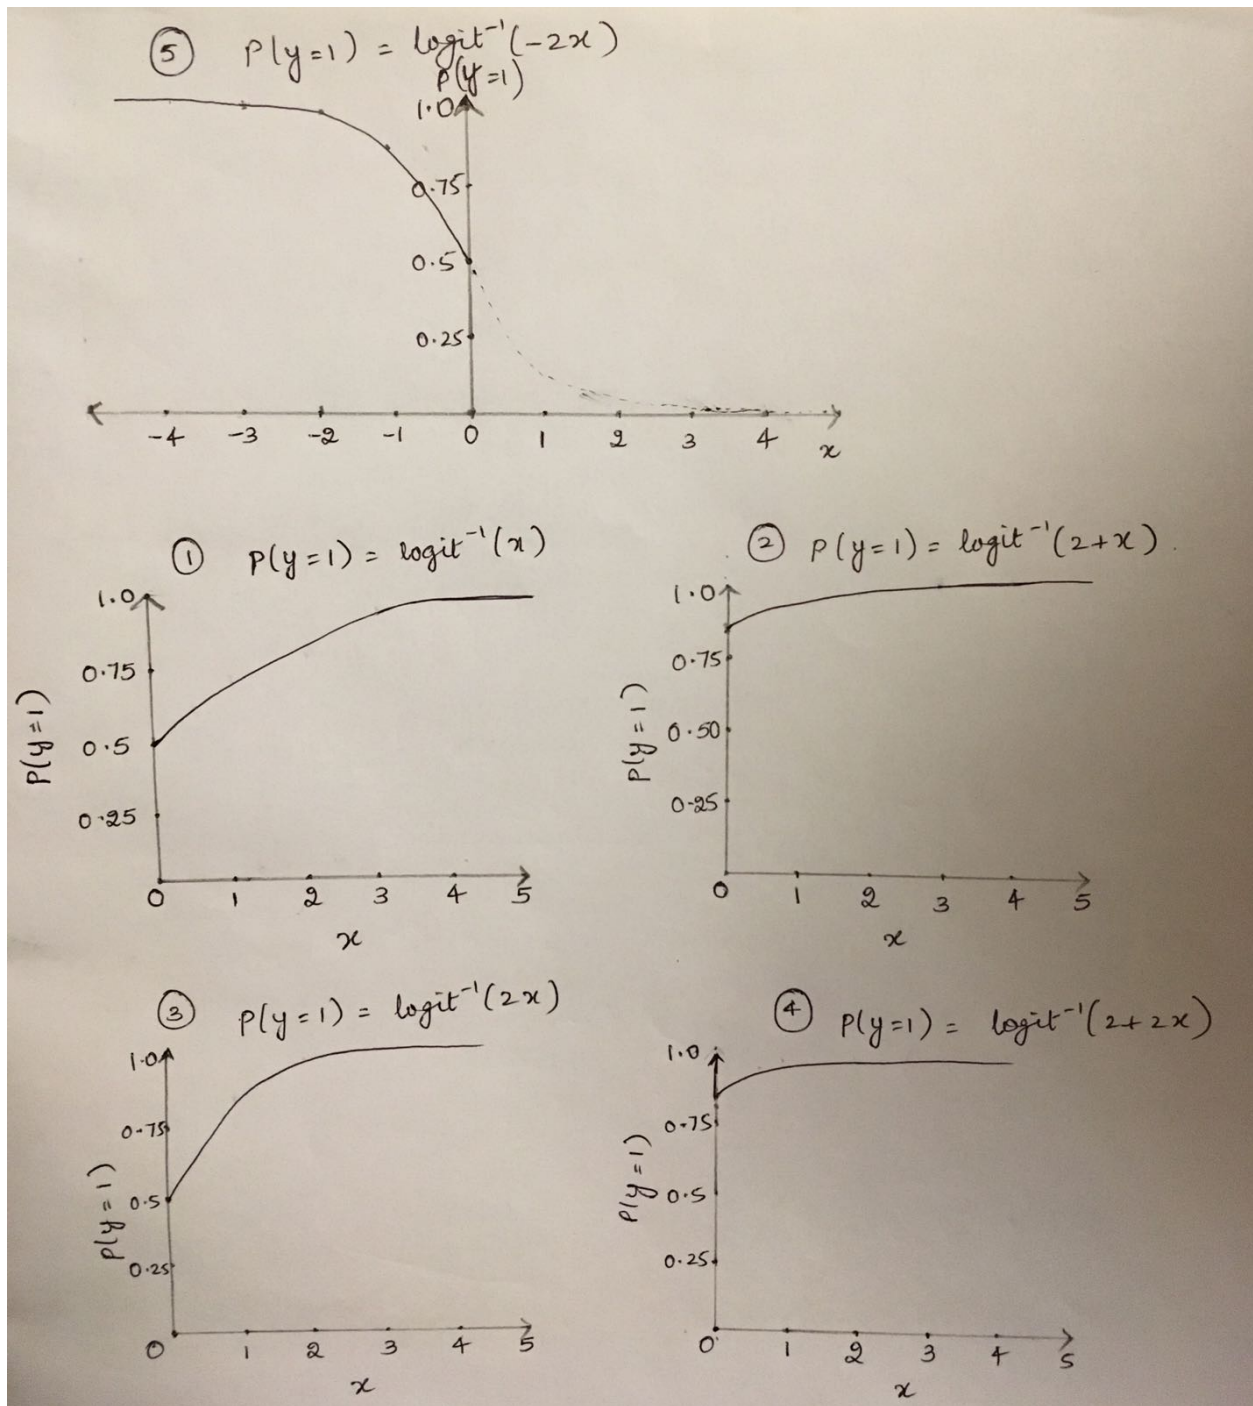 ⑤ P(y=1) = logit⁻¹(-2x)
P(y=1)
1.0
0.75
0.5
0.25
-4 -3 -2 -1 0 1 2 3 4
x
① P(y=1) = logit⁻¹(x)
1.0
0.75
0.5
0.25
P(y=1)
0 1 2 3 4 5
x
② P(y=1) = logit⁻¹(2+x)
1.0
0.75
0.50
0.25
P(y=1)
0 1 2 3 4 5
x
③ P(y=1) = logit⁻¹(2x)
1.0
0.75
0.5
0.25
P(y=1)
0 1 2 3 4 5
x
④ P(y=1) = logit⁻¹(2+2x)
1.0
0.75
0.5
0.25
P(y=1)
0 1 2 3 4 5
x